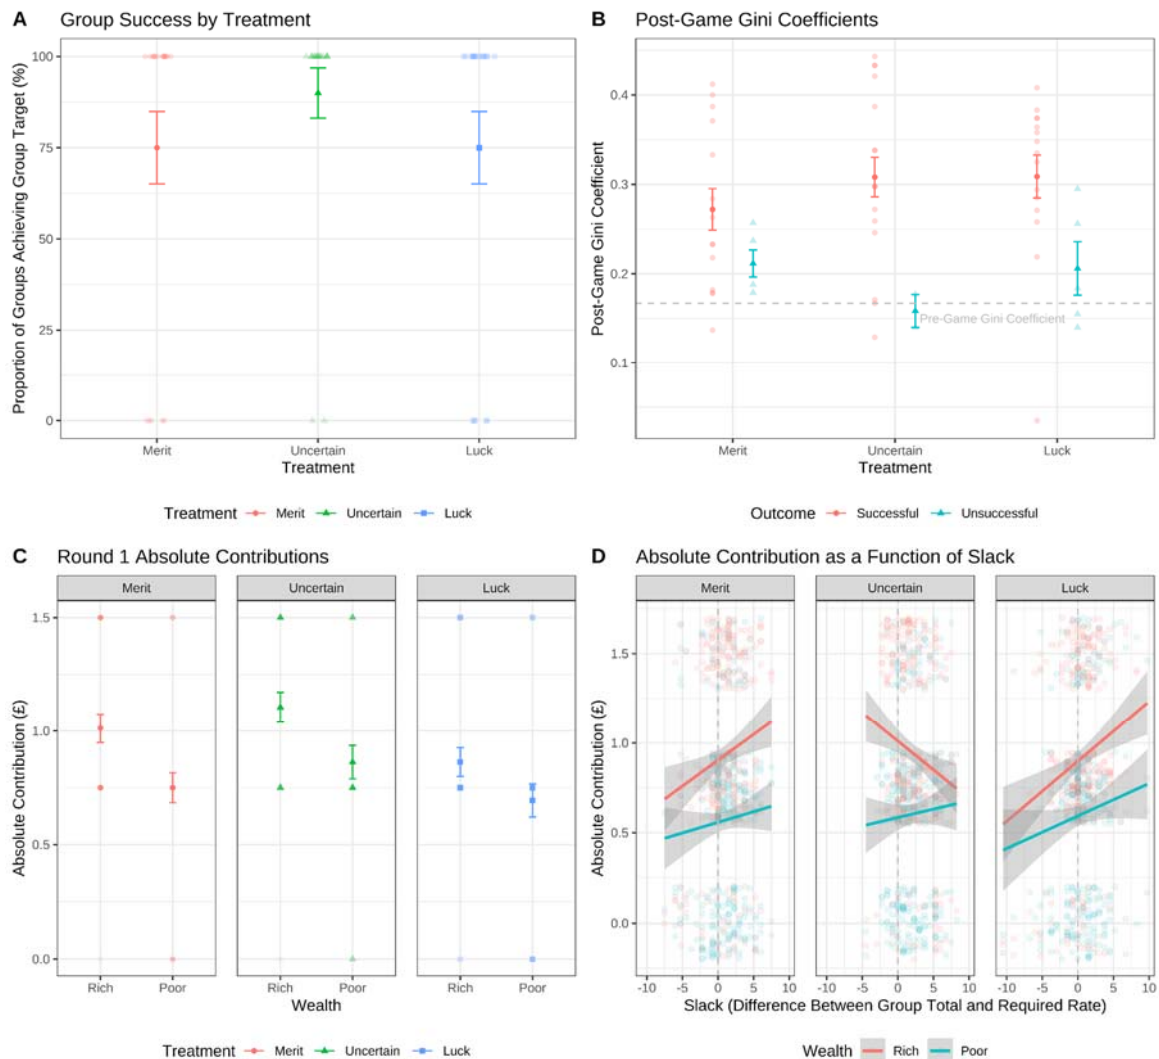 A Group Success by Treatment
Proportion of Groups Achieving Group Target (%)
100
75
50
25
0
Merit Uncertain Luck
Treatment
Treatment Merit Uncertain Luck
B Post-Game Gini Coefficients
Post-Game Gini Coefficient
0.4
0.3
0.2
0.1
Pre-Game Gini Coefficient
Merit Uncertain Luck
Treatment
Outcome Successful Unsuccessful
C Round 1 Absolute Contributions
Merit Uncertain Luck
Absolute Contribution (£)
1.5
1.0
0.5
0.0
Rich Poor Rich Poor Rich Poor
Wealth
Treatment Merit Uncertain Luck
D Absolute Contribution as a Function of Slack
Merit Uncertain Luck
Absolute Contribution (£)
1.5
1.0
0.5
0.0
-10 -5 0 5 10 -10 -5 0 5 10 -10 -5 0 5 10
Slack (Difference Between Group Total and Required Rate)
Wealth Rich Poor